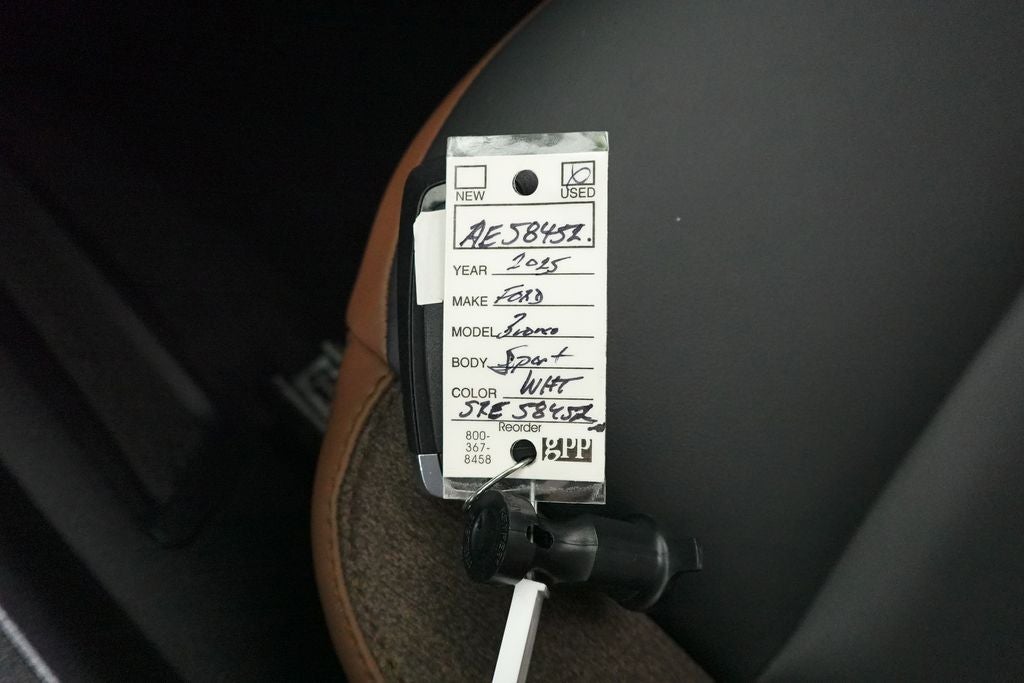 NEW USED
AE58452.
YEAR 2025
MAKE FORD
MODEL Bronco
BODY Sport
COLOR WHT
SRE 58452
Reorder
800-
367-
8458
gPP